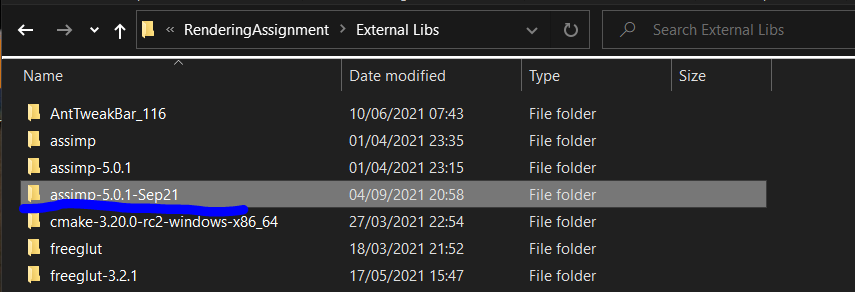 « RenderingAssignment > External Libs Search External Libs
Name Date modified Type Size
AntTweakBar_116 10/06/2021 07:43 File folder
assimp 01/04/2021 23:35 File folder
assimp-5.0.1 01/04/2021 23:15 File folder
assimp-5.0.1-Sep21 04/09/2021 20:58 File folder
cmake-3.20.0-rc2-windows-x86_64 27/03/2021 22:54 File folder
freeglut 18/03/2021 21:52 File folder
freeglut-3.2.1 17/05/2021 15:47 File folder